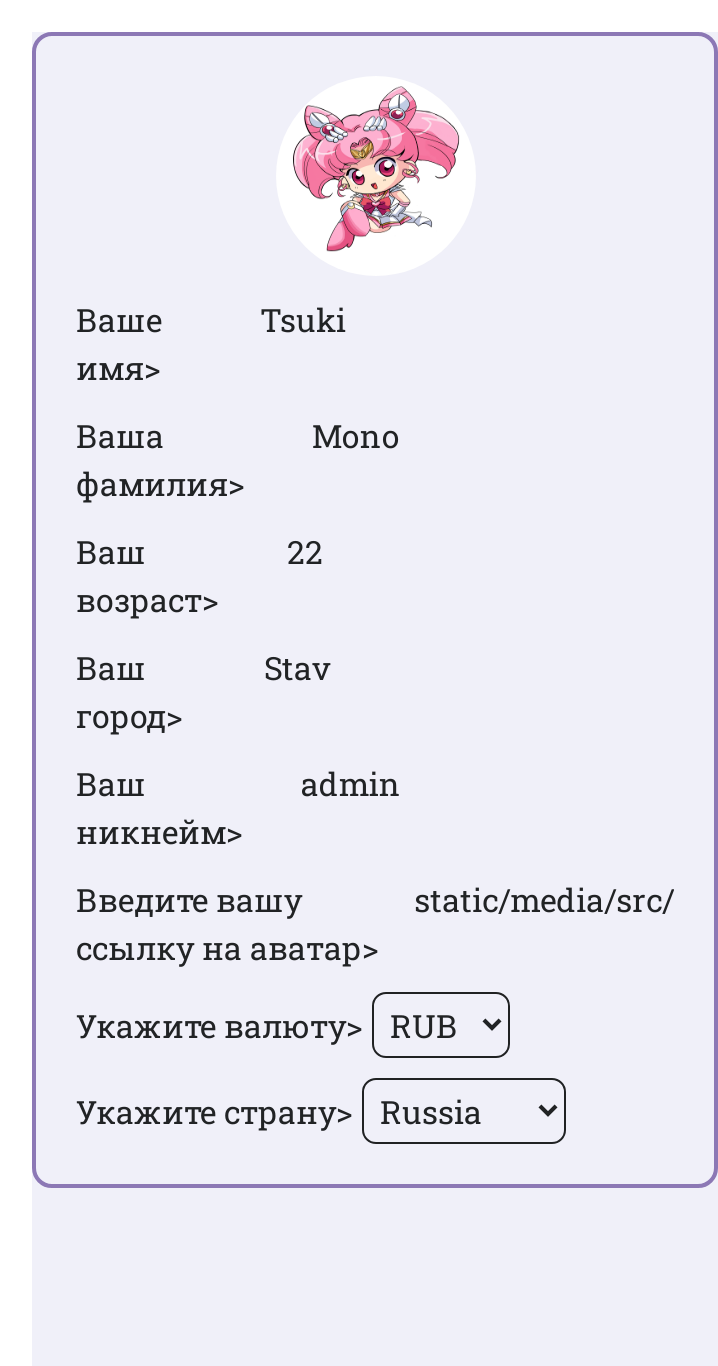 Ваше Tsuki
имя>
Ваша Mono
фамилия>
Ваш 22
возраст>
Ваш Stav
город>
Ваш admin
никнейм>
Введите вашу static/media/src/
ссылку на аватар>
Укажите валюту> RUB
Укажите страну> Russia